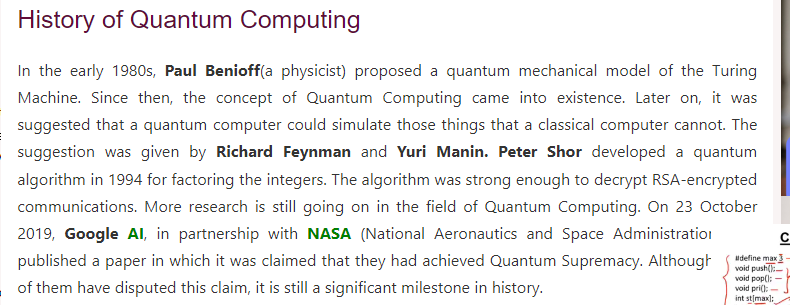 History of Quantum Computing
In the early 1980s, Paul Benioff(a physicist) proposed a quantum mechanical model of the Turing
Machine. Since then, the concept of Quantum Computing came into existence. Later on, it was
suggested that a quantum computer could simulate those things that a classical computer cannot. The
suggestion was given by Richard Feynman and Yuri Manin. Peter Shor developed a quantum
algorithm in 1994 for factoring the integers. The algorithm was strong enough to decrypt RSA-encrypted
communications. More research is still going on in the field of Quantum Computing. On 23 October
2019, Google AI, in partnership with NASA (National Aeronautics and Space
published a paper in which it was claimed that they had achieved Quantum Supremacy. Although
of them have disputed this claim, it is still a significant milestone in history.
C
#define max 3
void push();
void pop();
void pri();
int st[max];